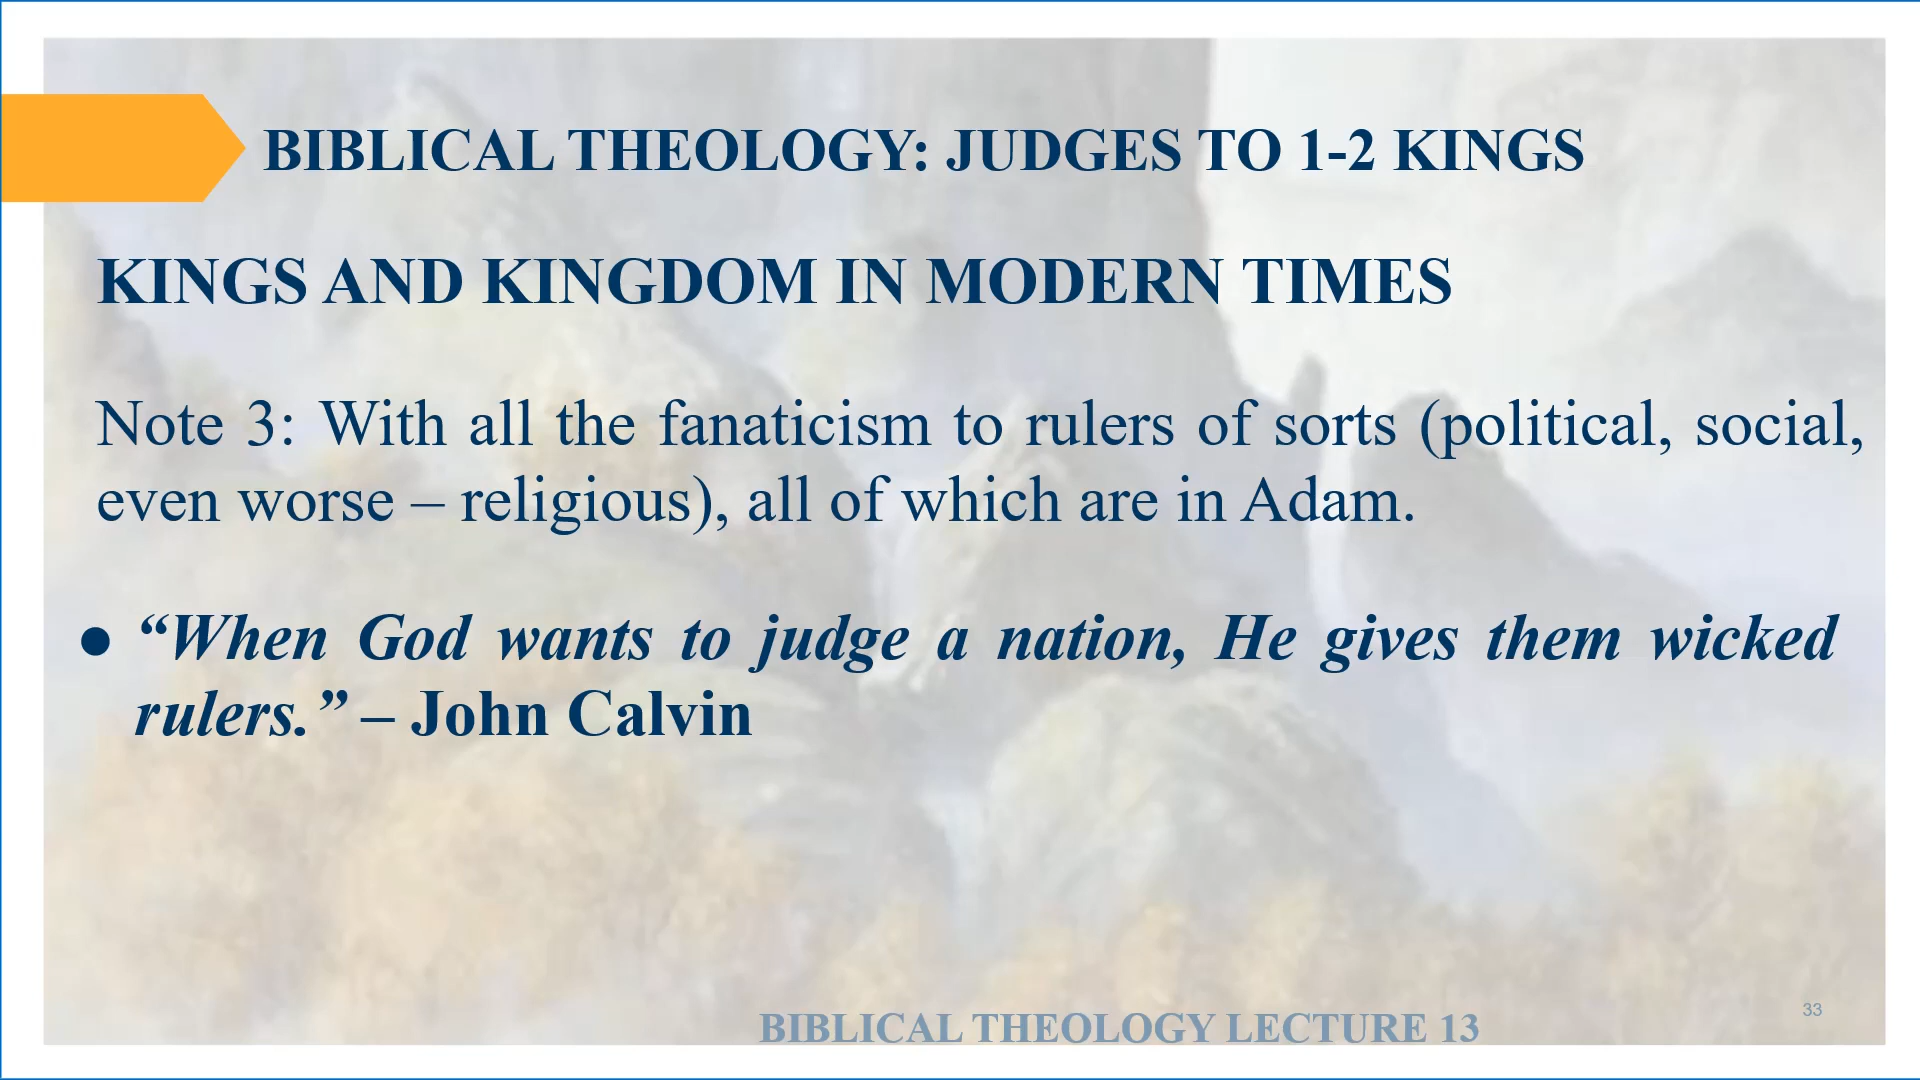 BIBLICAL THEOLOGY: JUDGES TO 1-2 KINGS
KINGS AND KINGDOM IN MODERN TIMES
Note 3: With all the fanaticism to rulers of sorts (political, social,
even worse – religious), all of which are in Adam.
● “When God wants to judge a nation, He gives them wicked
rulers.” – John Calvin
33
BIBLICAL THEOLOGY LECTURE 13